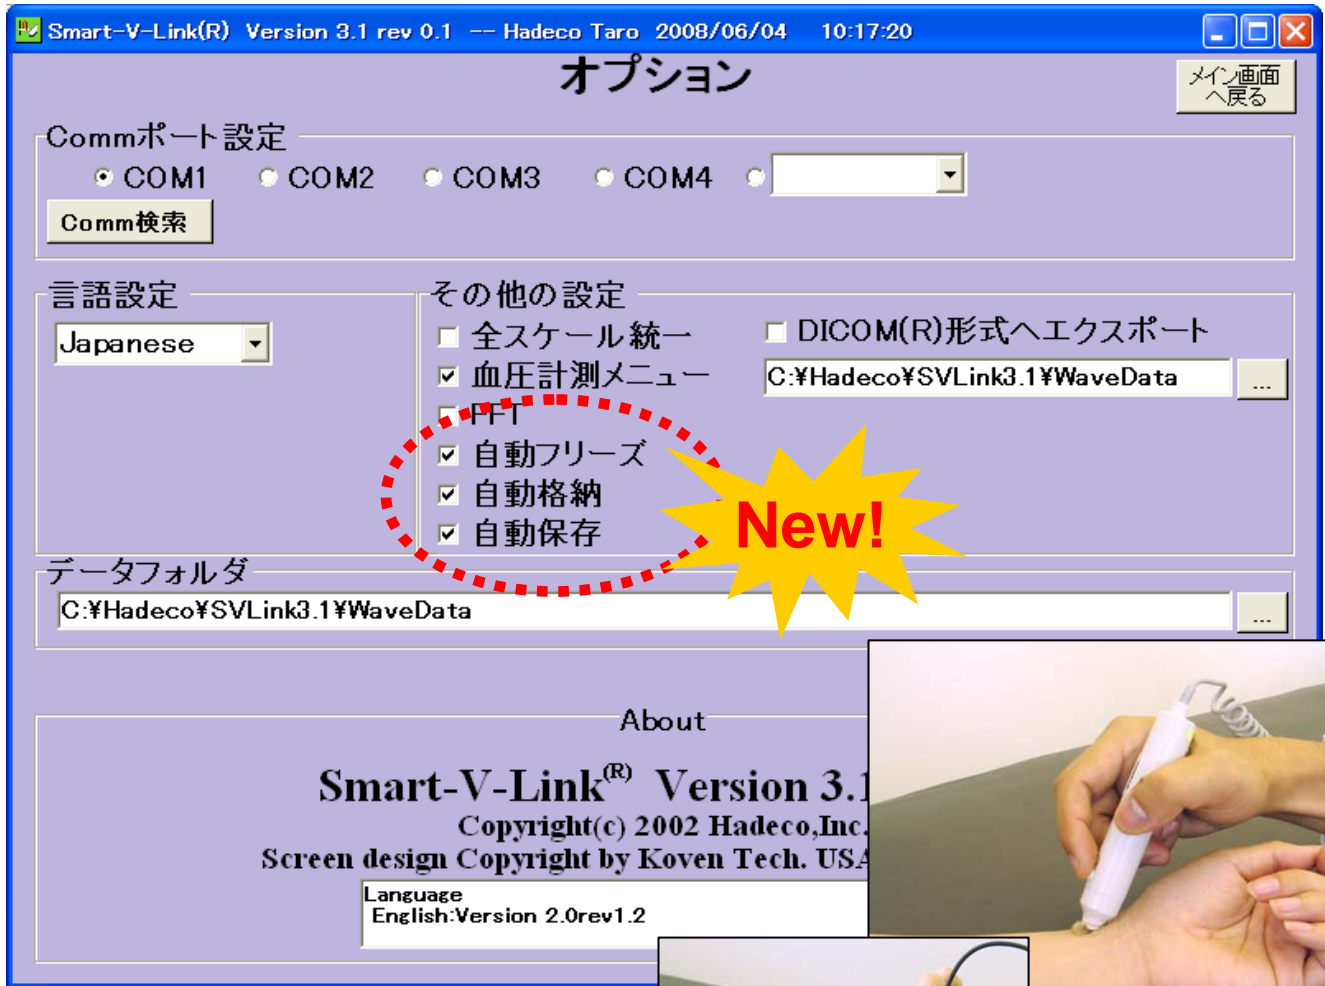 Smart-V-Link(R) Version 3.1 rev 0.1 -- Hadeco Taro 2008/06/04 10:17:20
オプション
メイン画面
へ戻る
Commポート設定
COM1 COM2 COM3 COM4
Comm検索
言語設定
Japanese
その他の設定
全スケール統一
血圧計測メニュー
FFT
自動フリーズ
自動格納
自動保存
DICOM(R)形式へエクスポート
C:¥Hadeco¥SVLink3.1¥WaveData
...
New!
データフォルダ
C:¥Hadeco¥SVLink3.1¥WaveData
...
About
Smart-V-Link(R) Version 3.1
Copyright(c) 2002 Hadeco,Inc.
Screen design Copyright by Koven Tech. USA
Language
English:Version 2.0rev1.2